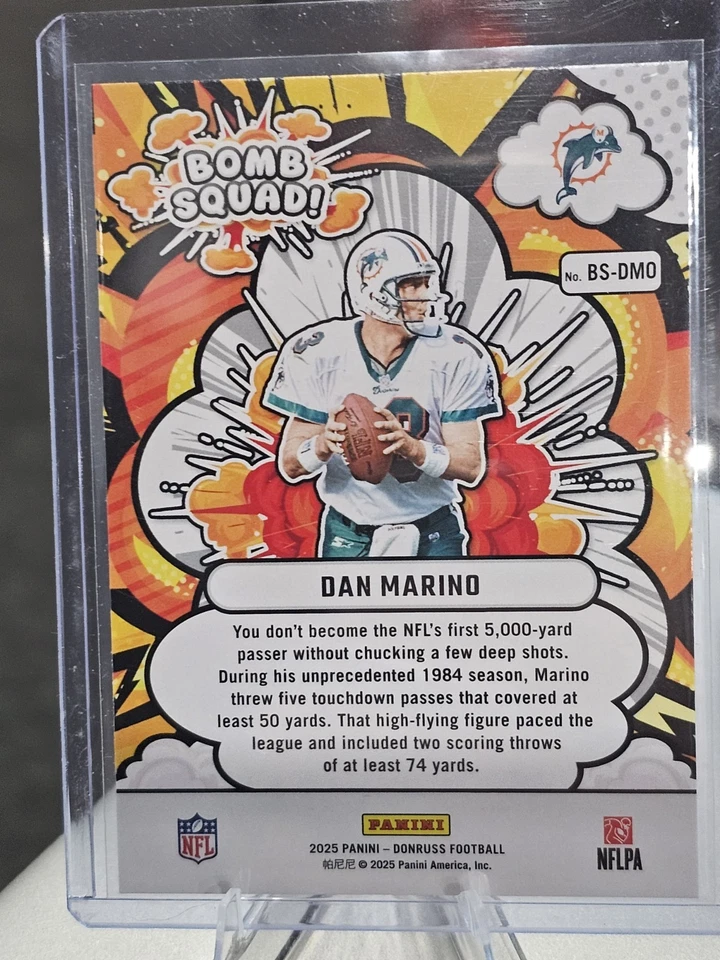 BOMB
SQUAD!
No. BS-DMO
DAN MARINO
You don't become the NFL's first 5,000-yard
passer without chucking a few deep shots.
During his unprecedented 1984 season, Marino
threw five touchdown passes that covered at
least 50 yards. That high-flying figure paced the
league and included two scoring throws
of at least 74 yards.
NFL
PANINI
2025 PANINI – DONRUSS FOOTBALL
帕尼尼 © 2025 Panini America, Inc.
NFLPA